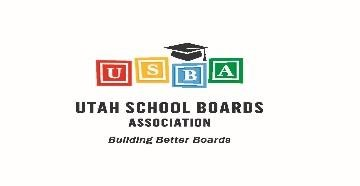 USBA
UTAH SCHOOL BOARDS
ASSOCIATION
Building Better Boards